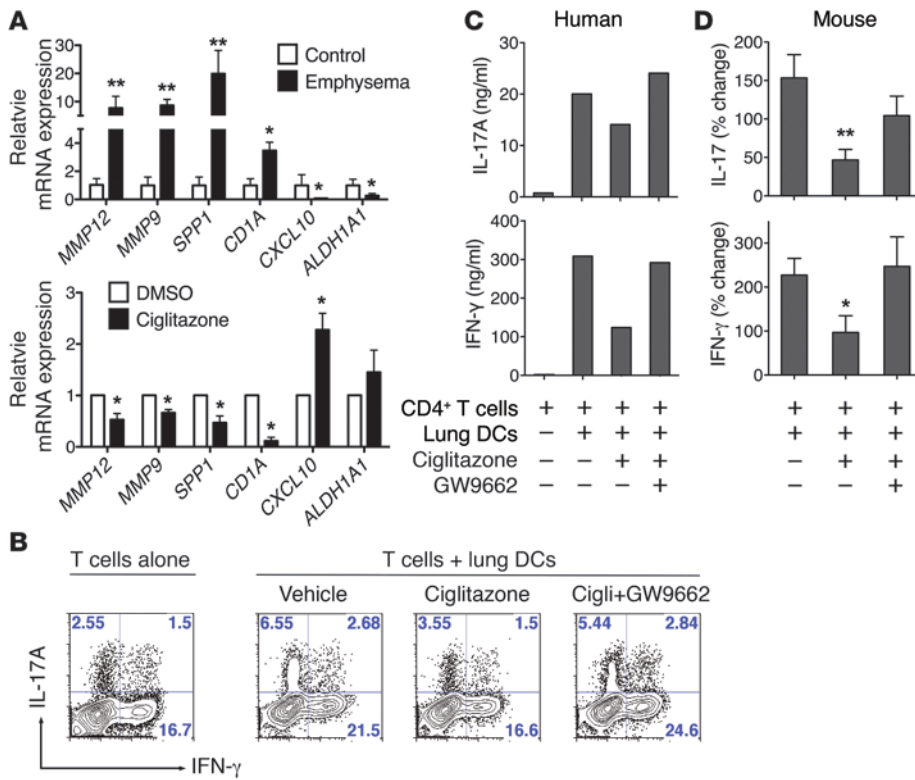 A
Relatvie
mRNA expression
30
20
10
4
2
0
Control
Emphysema
** ** ** * * *
MMP12 MMP9 SPP1 CD1A CXCL10 ALDH1A1
Relatvie
mRNA expression
3
2
1
0
DMSO
Ciglitazone
* * * * *
MMP12 MMP9 SPP1 CD1A CXCL10 ALDH1A1
C Human
IL-17A (ng/ml)
30
20
10
0
IFN-γ (ng/ml)
400
300
200
100
0
D Mouse
IL-17 (% change)
200
150
100
50
0
**
IFN-γ (% change)
300
200
100
0
*
CD4⁺ T cells + + + + + + +
Lung DCs − + + + + + +
Ciglitazone − − + + − + +
GW9662 − − − + − − +
B
T cells alone T cells + lung DCs
Vehicle Ciglitazone Cigli+GW9662
2.55 1.5 6.55 2.68 3.55 1.5 5.44 2.84
16.7 21.5 16.6 24.6
IL-17A
IFN-γ